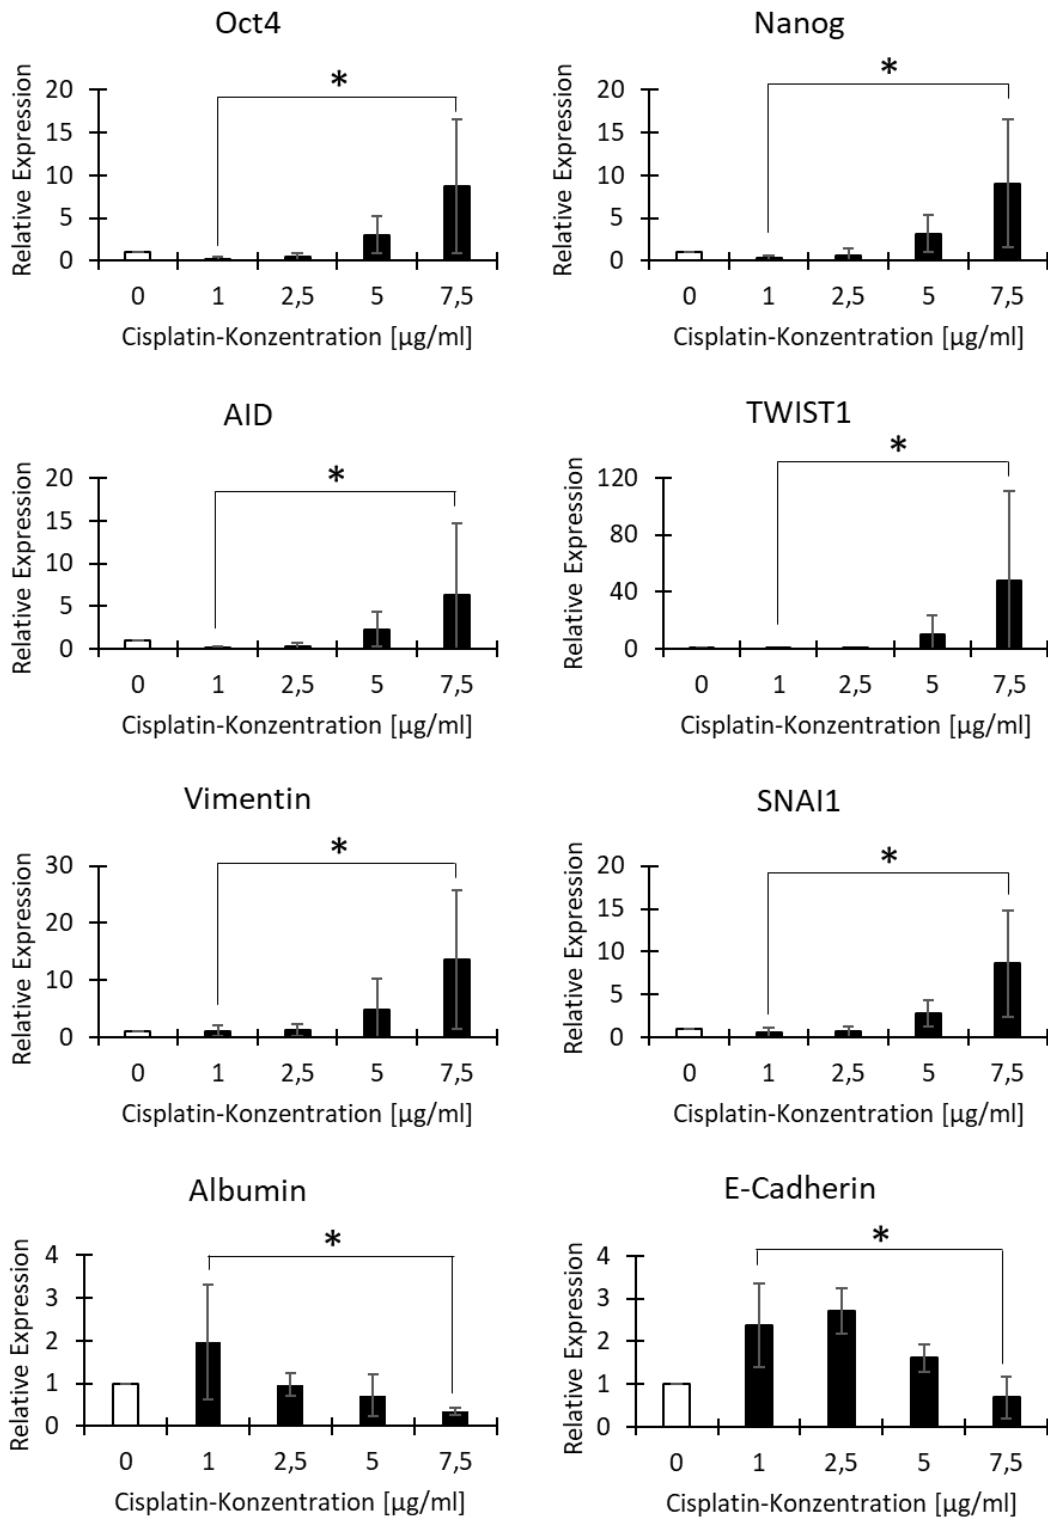 Oct4
*
Relative Expression
20
15
10
5
0
0 1 2,5 5 7,5
Cisplatin-Konzentration [µg/ml]
Nanog
*
Relative Expression
20
15
10
5
0
0 1 2,5 5 7,5
Cisplatin-Konzentration [µg/ml]
AID
*
Relative Expression
20
15
10
5
0
0 1 2,5 5 7,5
Cisplatin-Konzentration [µg/ml]
TWIST1
*
Relative Expression
120
80
40
0
0 1 2,5 5 7,5
Cisplatin-Konzentration [µg/ml]
Vimentin
*
Relative Expression
30
20
10
0
0 1 2,5 5 7,5
Cisplatin-Konzentration [µg/ml]
SNAI1
*
Relative Expression
20
15
10
5
0
0 1 2,5 5 7,5
Cisplatin-Konzentration [µg/ml]
Albumin
*
Relative Expression
4
3
2
1
0
0 1 2,5 5 7,5
Cisplatin-Konzentration [µg/ml]
E-Cadherin
*
Relative Expression
4
3
2
1
0
0 1 2,5 5 7,5
Cisplatin-Konzentration [µg/ml]